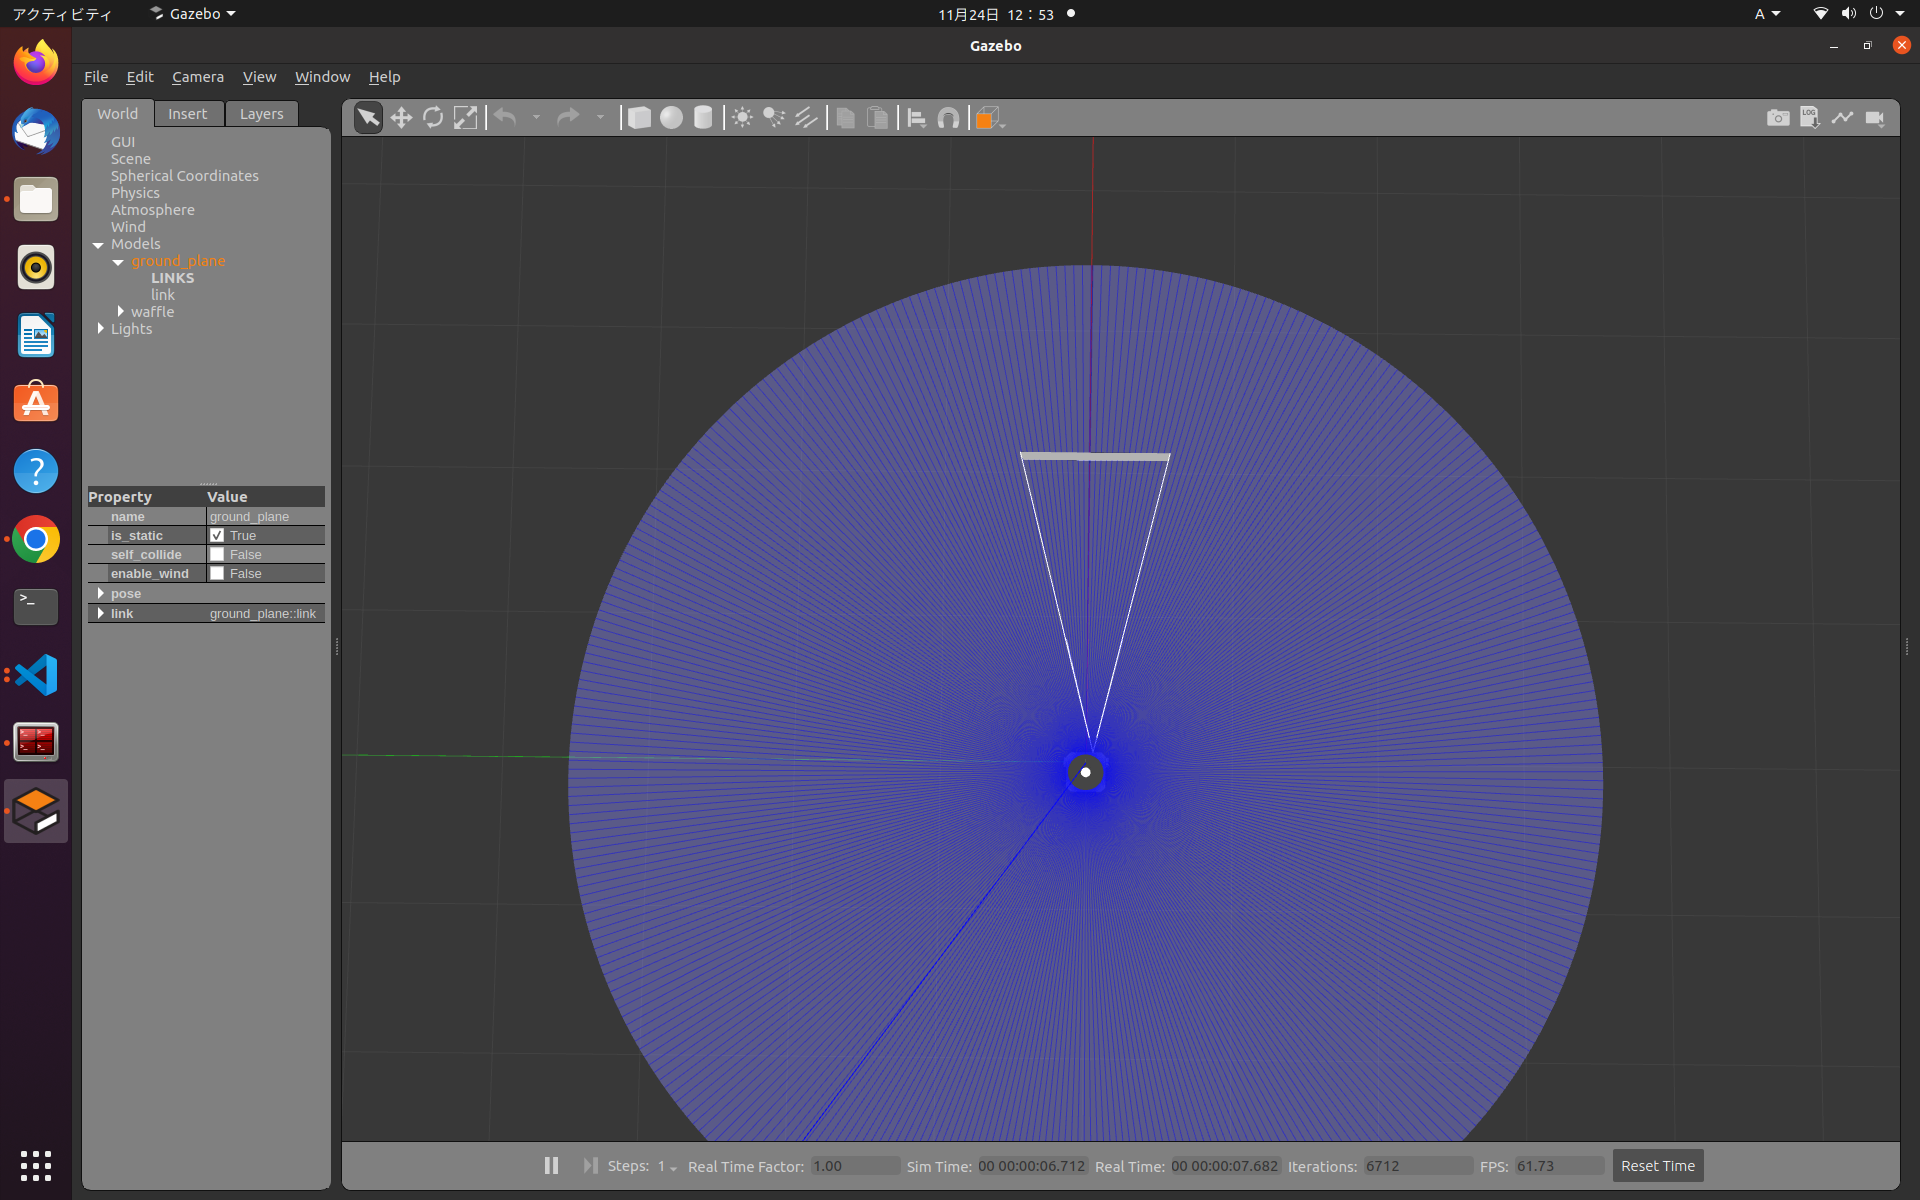 アクティビティ Gazebo 11月24日 12：53 A
Gazebo
File Edit Camera View Window Help
World Insert Layers
LOG
GUI
Scene
Spherical Coordinates
Physics
Atmosphere
Wind
Models
ground_plane
LINKS
link
waffle
Lights
Property Value
name ground_plane
is_static True
self_collide False
enable_wind False
pose
link ground_plane::link
Steps: 1 Real Time Factor: 1.00 Sim Time: 00 00:00:06.712 Real Time: 00 00:00:07.682 Iterations: 6712 FPS: 61.73 Reset Time